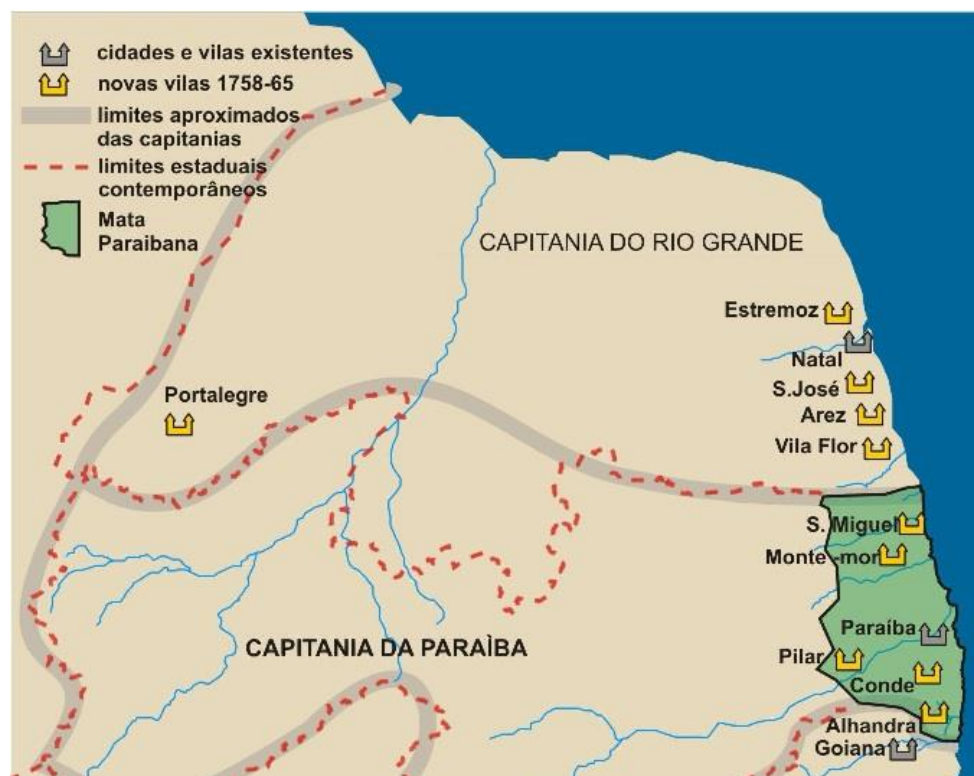 cidades e vilas existentes
novas vilas 1758-65
limites aproximados
das capitanias
limites estaduais
contemporâneos
Mata
Paraibana
CAPITANIA DO RIO GRANDE
Estremoz
Natal
S.José
Arez
Vila Flor
Portalegre
S. Miguel
Monte-mor
Paraíba
CAPITANIA DA PARAÌBA
Pilar
Conde
Alhandra
Goiana